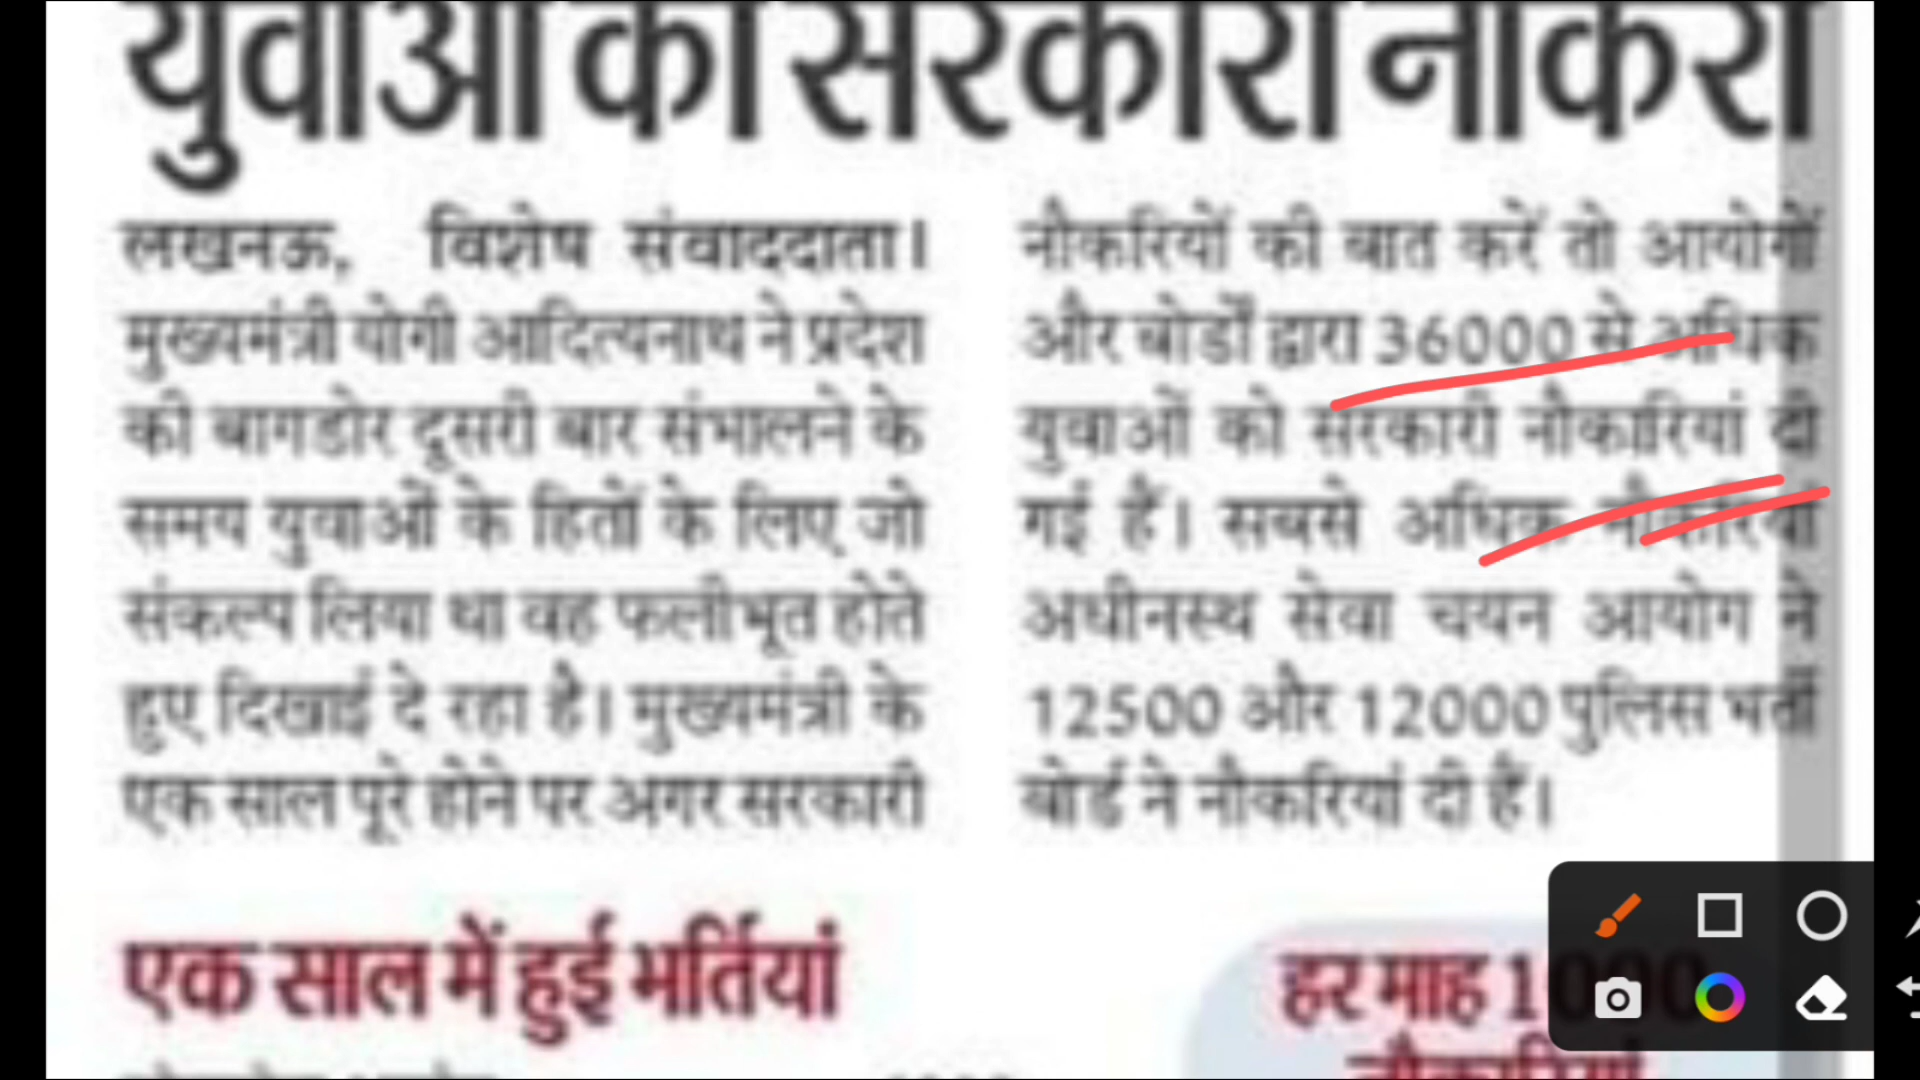 युवाओं को सरकारी नौकरी
लखनऊ, विशेष संवाददाता।
मुख्यमंत्री योगी आदित्यनाथ ने प्रदेश
की बागडोर दूसरी बार संभालने के
समय युवाओं के हितों के लिए जो
संकल्प लिया था वह फलीभूत होते
हुए दिखाई दे रहा है। मुख्यमंत्री के
एक साल पूरे होने पर अगर सरकारी
नौकरियों की बात करें तो आयोगों
और बोर्डों द्वारा 36000 से अधिक
युवाओं को सरकारी नौकारियां दी
गई हैं। सबसे अधिक नौकरियां
अधीनस्थ सेवा चयन आयोग ने
12500 और 12000 पुलिस भर्ती
बोर्ड ने नौकरियां दी हैं।
एक साल में हुई भर्तियां
हर माह